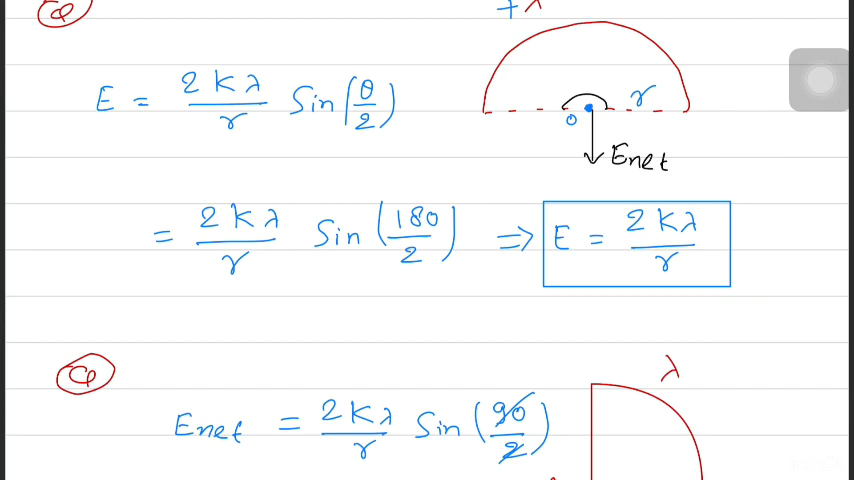 Q
+ λ
E = 2Kλ/r Sin(θ/2)
r
θ
Enet
= 2Kλ/r Sin(180/2) ⇒ E = 2Kλ/r
Q
λ
Enet = 2Kλ/r Sin(90/2)